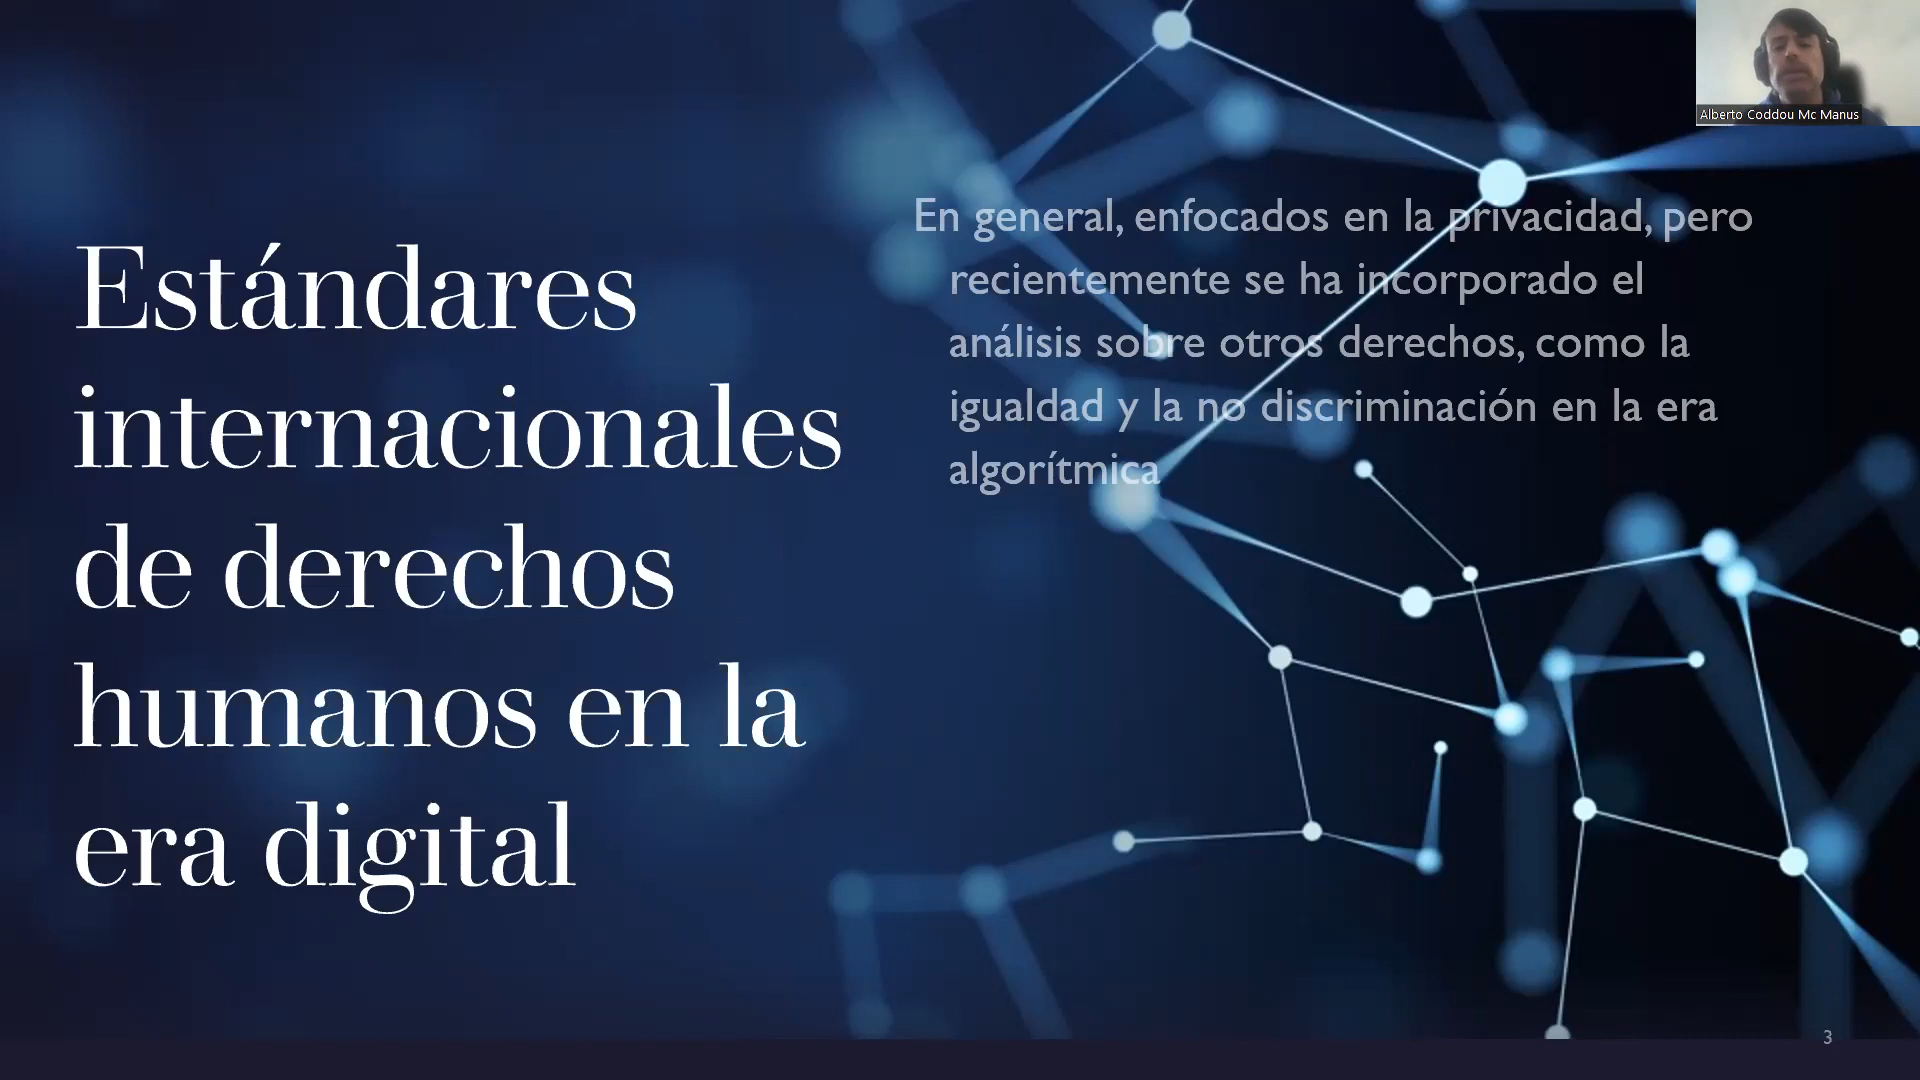 Alberto Coddou Mc Manus
Estándares
internacionales
de derechos
humanos en la
era digital
En general, enfocados en la privacidad, pero
recientemente se ha incorporado el
análisis sobre otros derechos, como la
igualdad y la no discriminación en la era
algorítmica
3